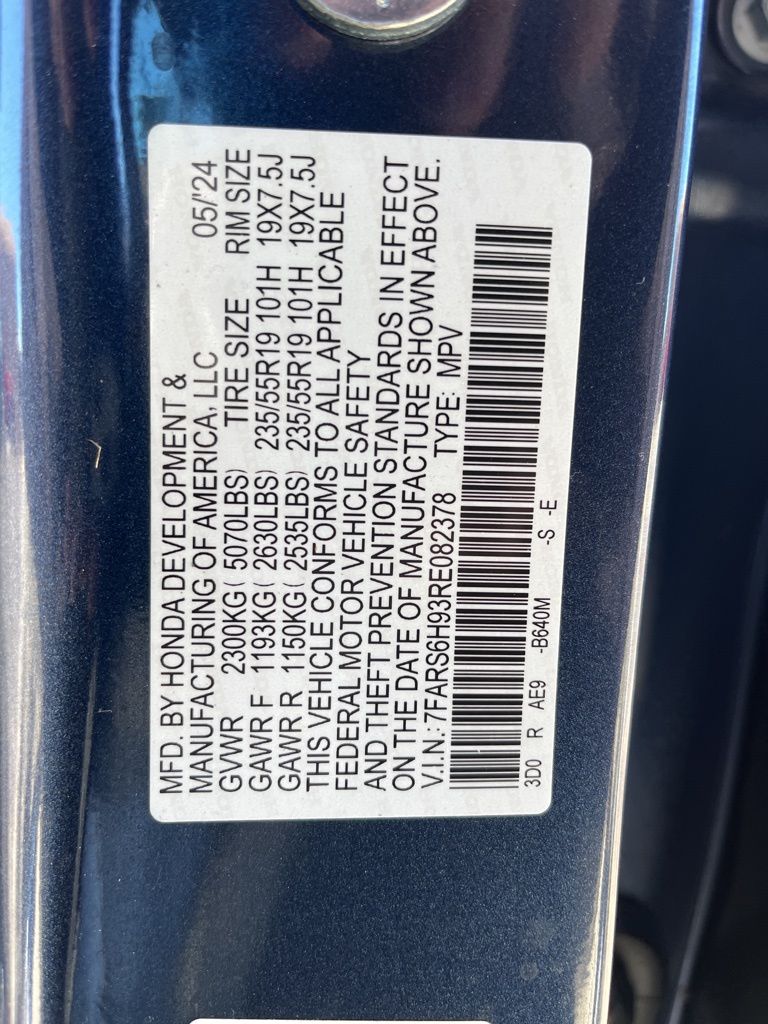 MFD. BY HONDA DEVELOPMENT &
MANUFACTURING OF AMERICA, LLC 05/'24
GVWR 2300KG( 5070LBS) TIRE SIZE RIM SIZE
GAWR F 1193KG( 2630LBS) 235/55R19 101H 19X7.5J
GAWR R 1150KG( 2535LBS) 235/55R19 101H 19X7.5J
THIS VEHICLE CONFORMS TO ALL APPLICABLE
FEDERAL MOTOR VEHICLE SAFETY
AND THEFT PREVENTION STANDARDS IN EFFECT
ON THE DATE OF MANUFACTURE SHOWN ABOVE.
V.I.N.: 7FARS6H93RE082378 TYPE: MPV
3D0 R AE9 -B640M -S -E